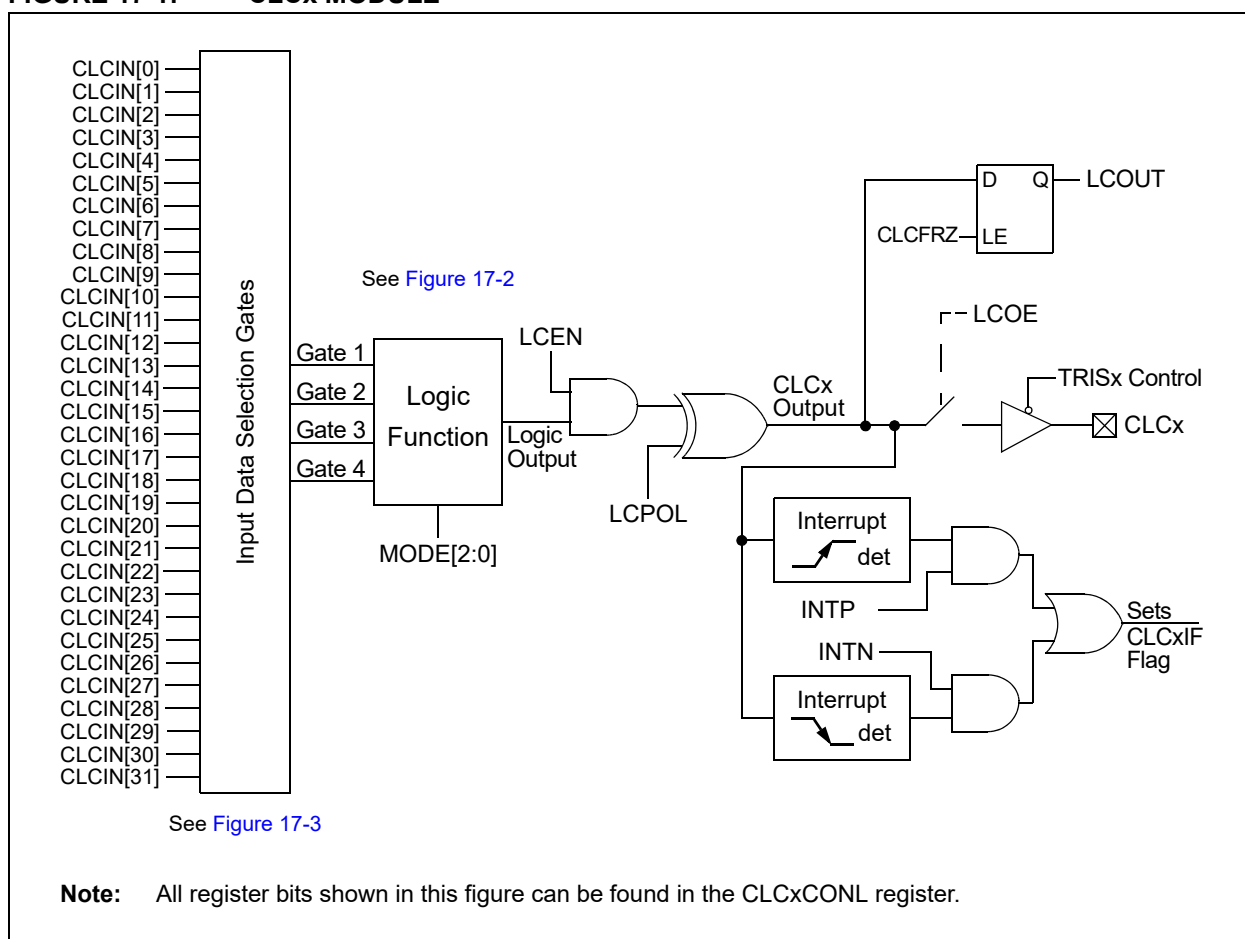 FIGURE 17-1: CLCx MODULE
CLCIN[0]
CLCIN[1]
CLCIN[2]
CLCIN[3]
CLCIN[4]
CLCIN[5]
CLCIN[6]
CLCIN[7]
CLCIN[8]
CLCIN[9]
CLCIN[10]
CLCIN[11]
CLCIN[12]
CLCIN[13]
CLCIN[14]
CLCIN[15]
CLCIN[16]
CLCIN[17]
CLCIN[18]
CLCIN[19]
CLCIN[20]
CLCIN[21]
CLCIN[22]
CLCIN[23]
CLCIN[24]
CLCIN[25]
CLCIN[26]
CLCIN[27]
CLCIN[28]
CLCIN[29]
CLCIN[30]
CLCIN[31]
Input Data Selection Gates
See Figure 17-3
See Figure 17-2
Gate 1
Gate 2
Gate 3
Gate 4
Logic
Function
MODE[2:0]
Logic
Output
LCEN
LCPOL
CLCx
Output
D Q
LCOUT
CLCFRZ
LE
LCOE
TRISx Control
CLCx
Interrupt
det
INTP
INTN
Interrupt
det
Sets
CLCxIF
Flag
Note: All register bits shown in this figure can be found in the CLCxCONL register.